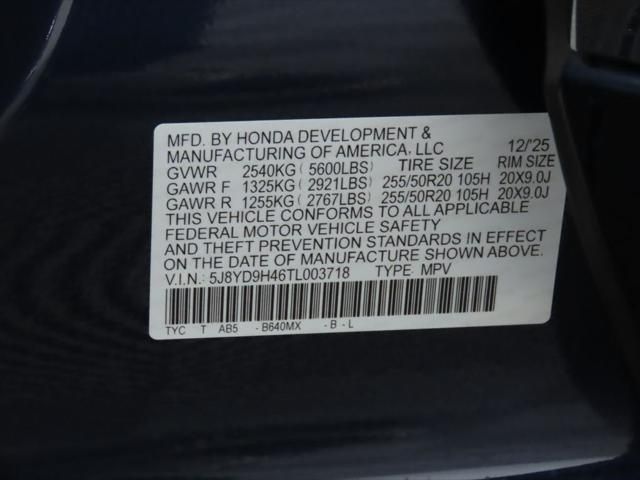 MFD. BY HONDA DEVELOPMENT &
MANUFACTURING OF AMERICA, LLC 12/'25
GVWR 2540KG( 5600LBS) TIRE SIZE RIM SIZE
GAWR F 1325KG( 2921LBS) 255/50R20 105H 20X9.0J
GAWR R 1255KG( 2767LBS) 255/50R20 105H 20X9.0J
THIS VEHICLE CONFORMS TO ALL APPLICABLE
FEDERAL MOTOR VEHICLE SAFETY
AND THEFT PREVENTION STANDARDS IN EFFECT
ON THE DATE OF MANUFACTURE SHOWN ABOVE.
V.I.N.: 5J8YD9H46TL003718 TYPE: MPV
TYC T AB5 - B640MX - B - L